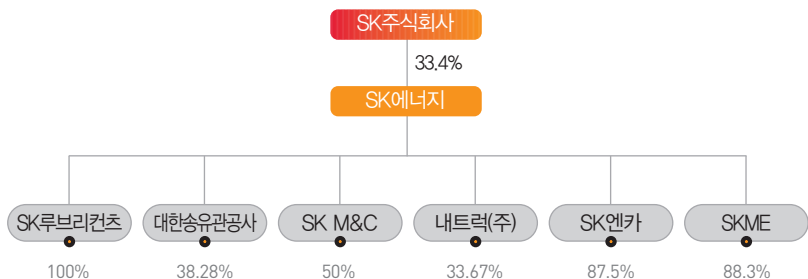 SK주식회사
33.4%
SK에너지
SK루브리컨츠
대한송유관공사
SK M&C
내트럭(주)
SK엔카
SKME
100%
38.28%
50%
33.67%
87.5%
88.3%